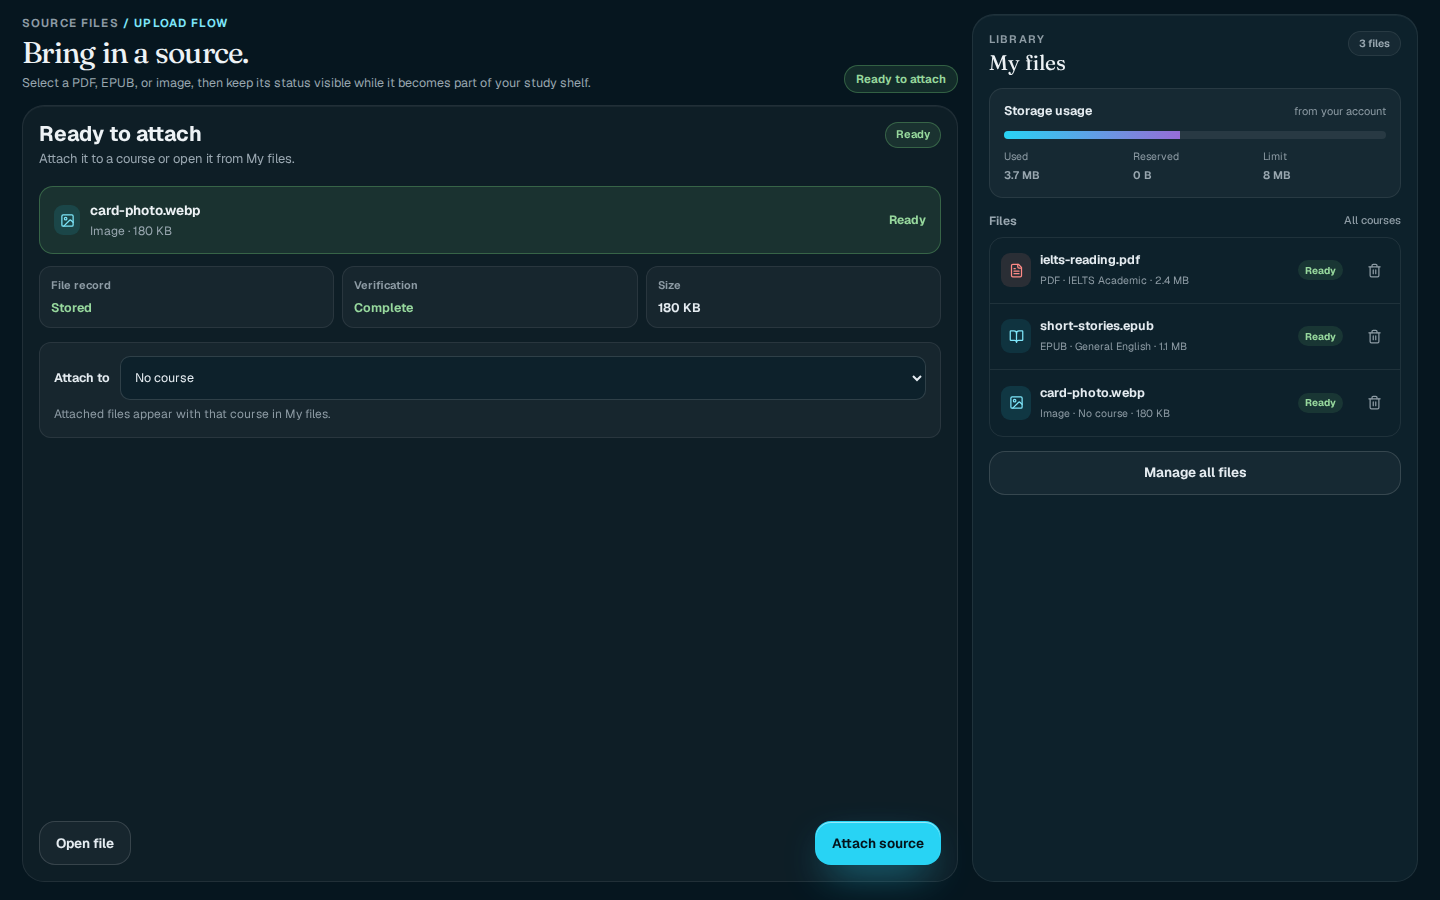 SOURCE FILES / UPLOAD FLOW
Bring in a source.
Select a PDF, EPUB, or image, then keep its status visible while it becomes part of your study shelf.
Ready to attach
Ready to attach
Attach it to a course or open it from My files.
Ready
card-photo.webp
Image · 180 KB
Ready
File record
Stored
Verification
Complete
Size
180 KB
Attach to
No course
Attached files appear with that course in My files.
Open file
Attach source
LIBRARY
My files
3 files
Storage usage
from your account
Used
3.7 MB
Reserved
0 B
Limit
8 MB
Files
All courses
ielts-reading.pdf
PDF · IELTS Academic · 2.4 MB
Ready
short-stories.epub
EPUB · General English · 1.1 MB
Ready
card-photo.webp
Image · No course · 180 KB
Ready
Manage all files